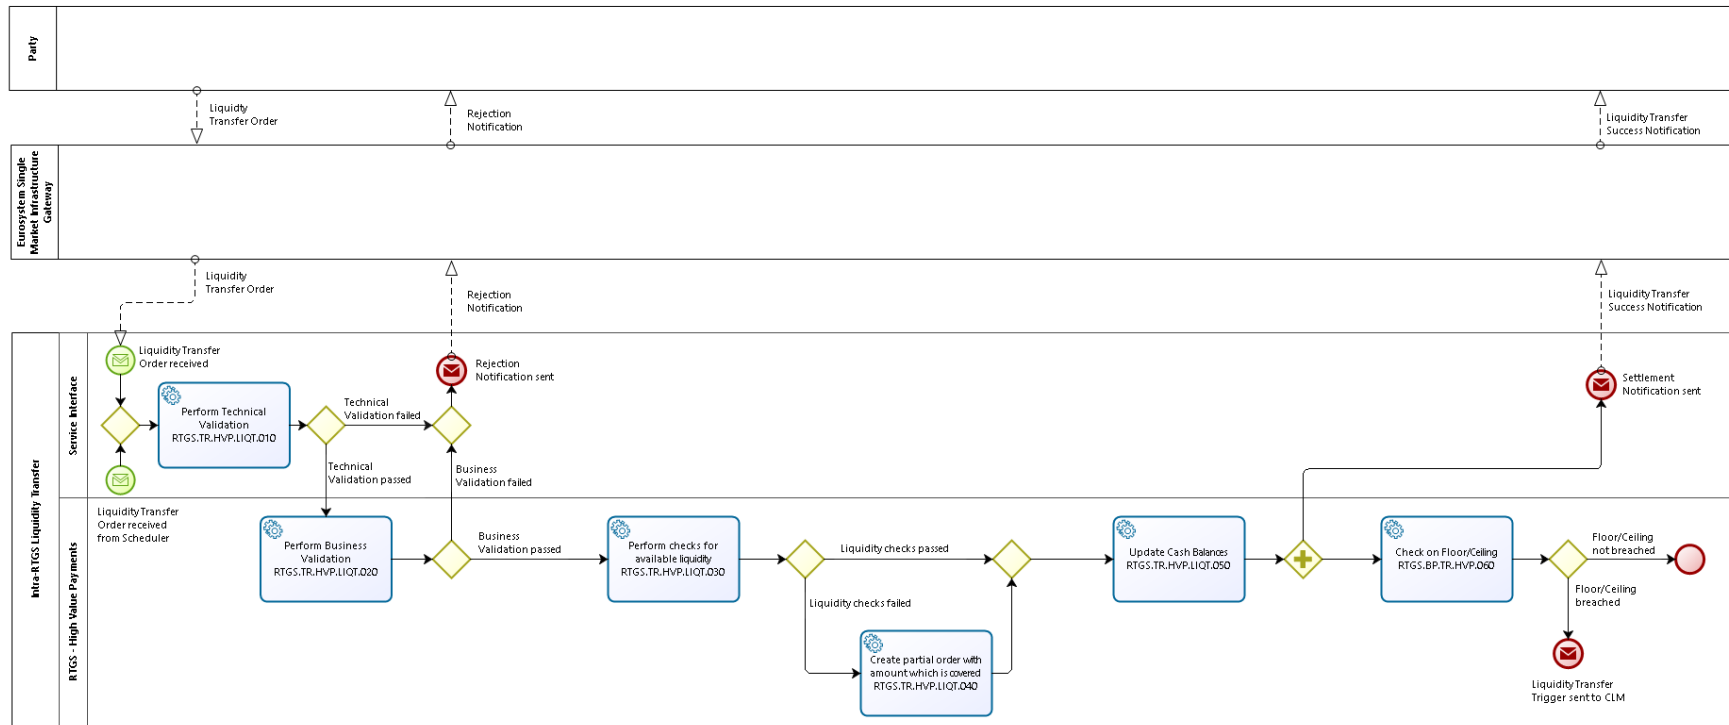 Party
Liquidty
Transfer Order
Rejection
Notification
Liquidity Transfer
Success Notification
Eurosystem Single
Market Infrastructure
Gateway
Liquidity
Transfer Order
Rejection
Notification
Liquidity Transfer
Success Notification
Intra-RTGS Liquidity Transfer
Service Interface
Liquidity Transfer
Order received
Perform Technical
Validation
RTGS.TR.HVP.LIQT.010
Technical
Validation failed
Rejection
Notification sent
Settlement
Notification sent
Technical
Validation passed
Business
Validation failed
Liquidity Transfer
Order received
from Scheduler
RTGS - High Value Payments
Perform Business
Validation
RTGS.TR.HVP.LIQT.020
Business
Validation passed
Perform checks for
available liquidity
RTGS.TR.HVP.LIQT.030
Liquidity checks passed
Liquidity checks failed
Create partial order with
amount which is covered
RTGS.TR.HVP.LIQT.040
Update Cash Balances
RTGS.TR.HVP.LIQT.050
Check on Floor/Ceiling
RTGS.BP.TR.HVP.060
Floor/Ceiling
not breached
Floor/Ceiling
breached
Liquidity Transfer
Trigger sent to CLM